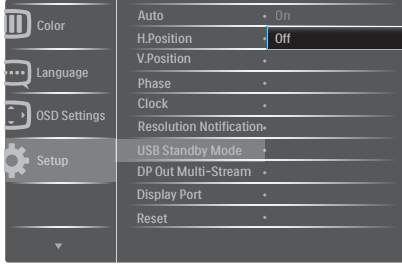 Color
Language
OSD Settings
Setup
Auto
On
H.Position
Off
V.Position
Phase
Clock
Resolution Notification
USB Standby Mode
DP Out Multi-Stream
Display Port
Reset